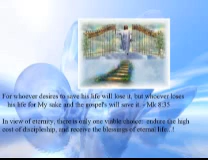 For whoever desires to save his life will lose it, but whoever loses
his life for My sake and the gospel's will save it. - Mk 8:35
In view of eternity, there is only one viable choice: endure the high
cost of discipleship, and receive the blessings of eternal life..!